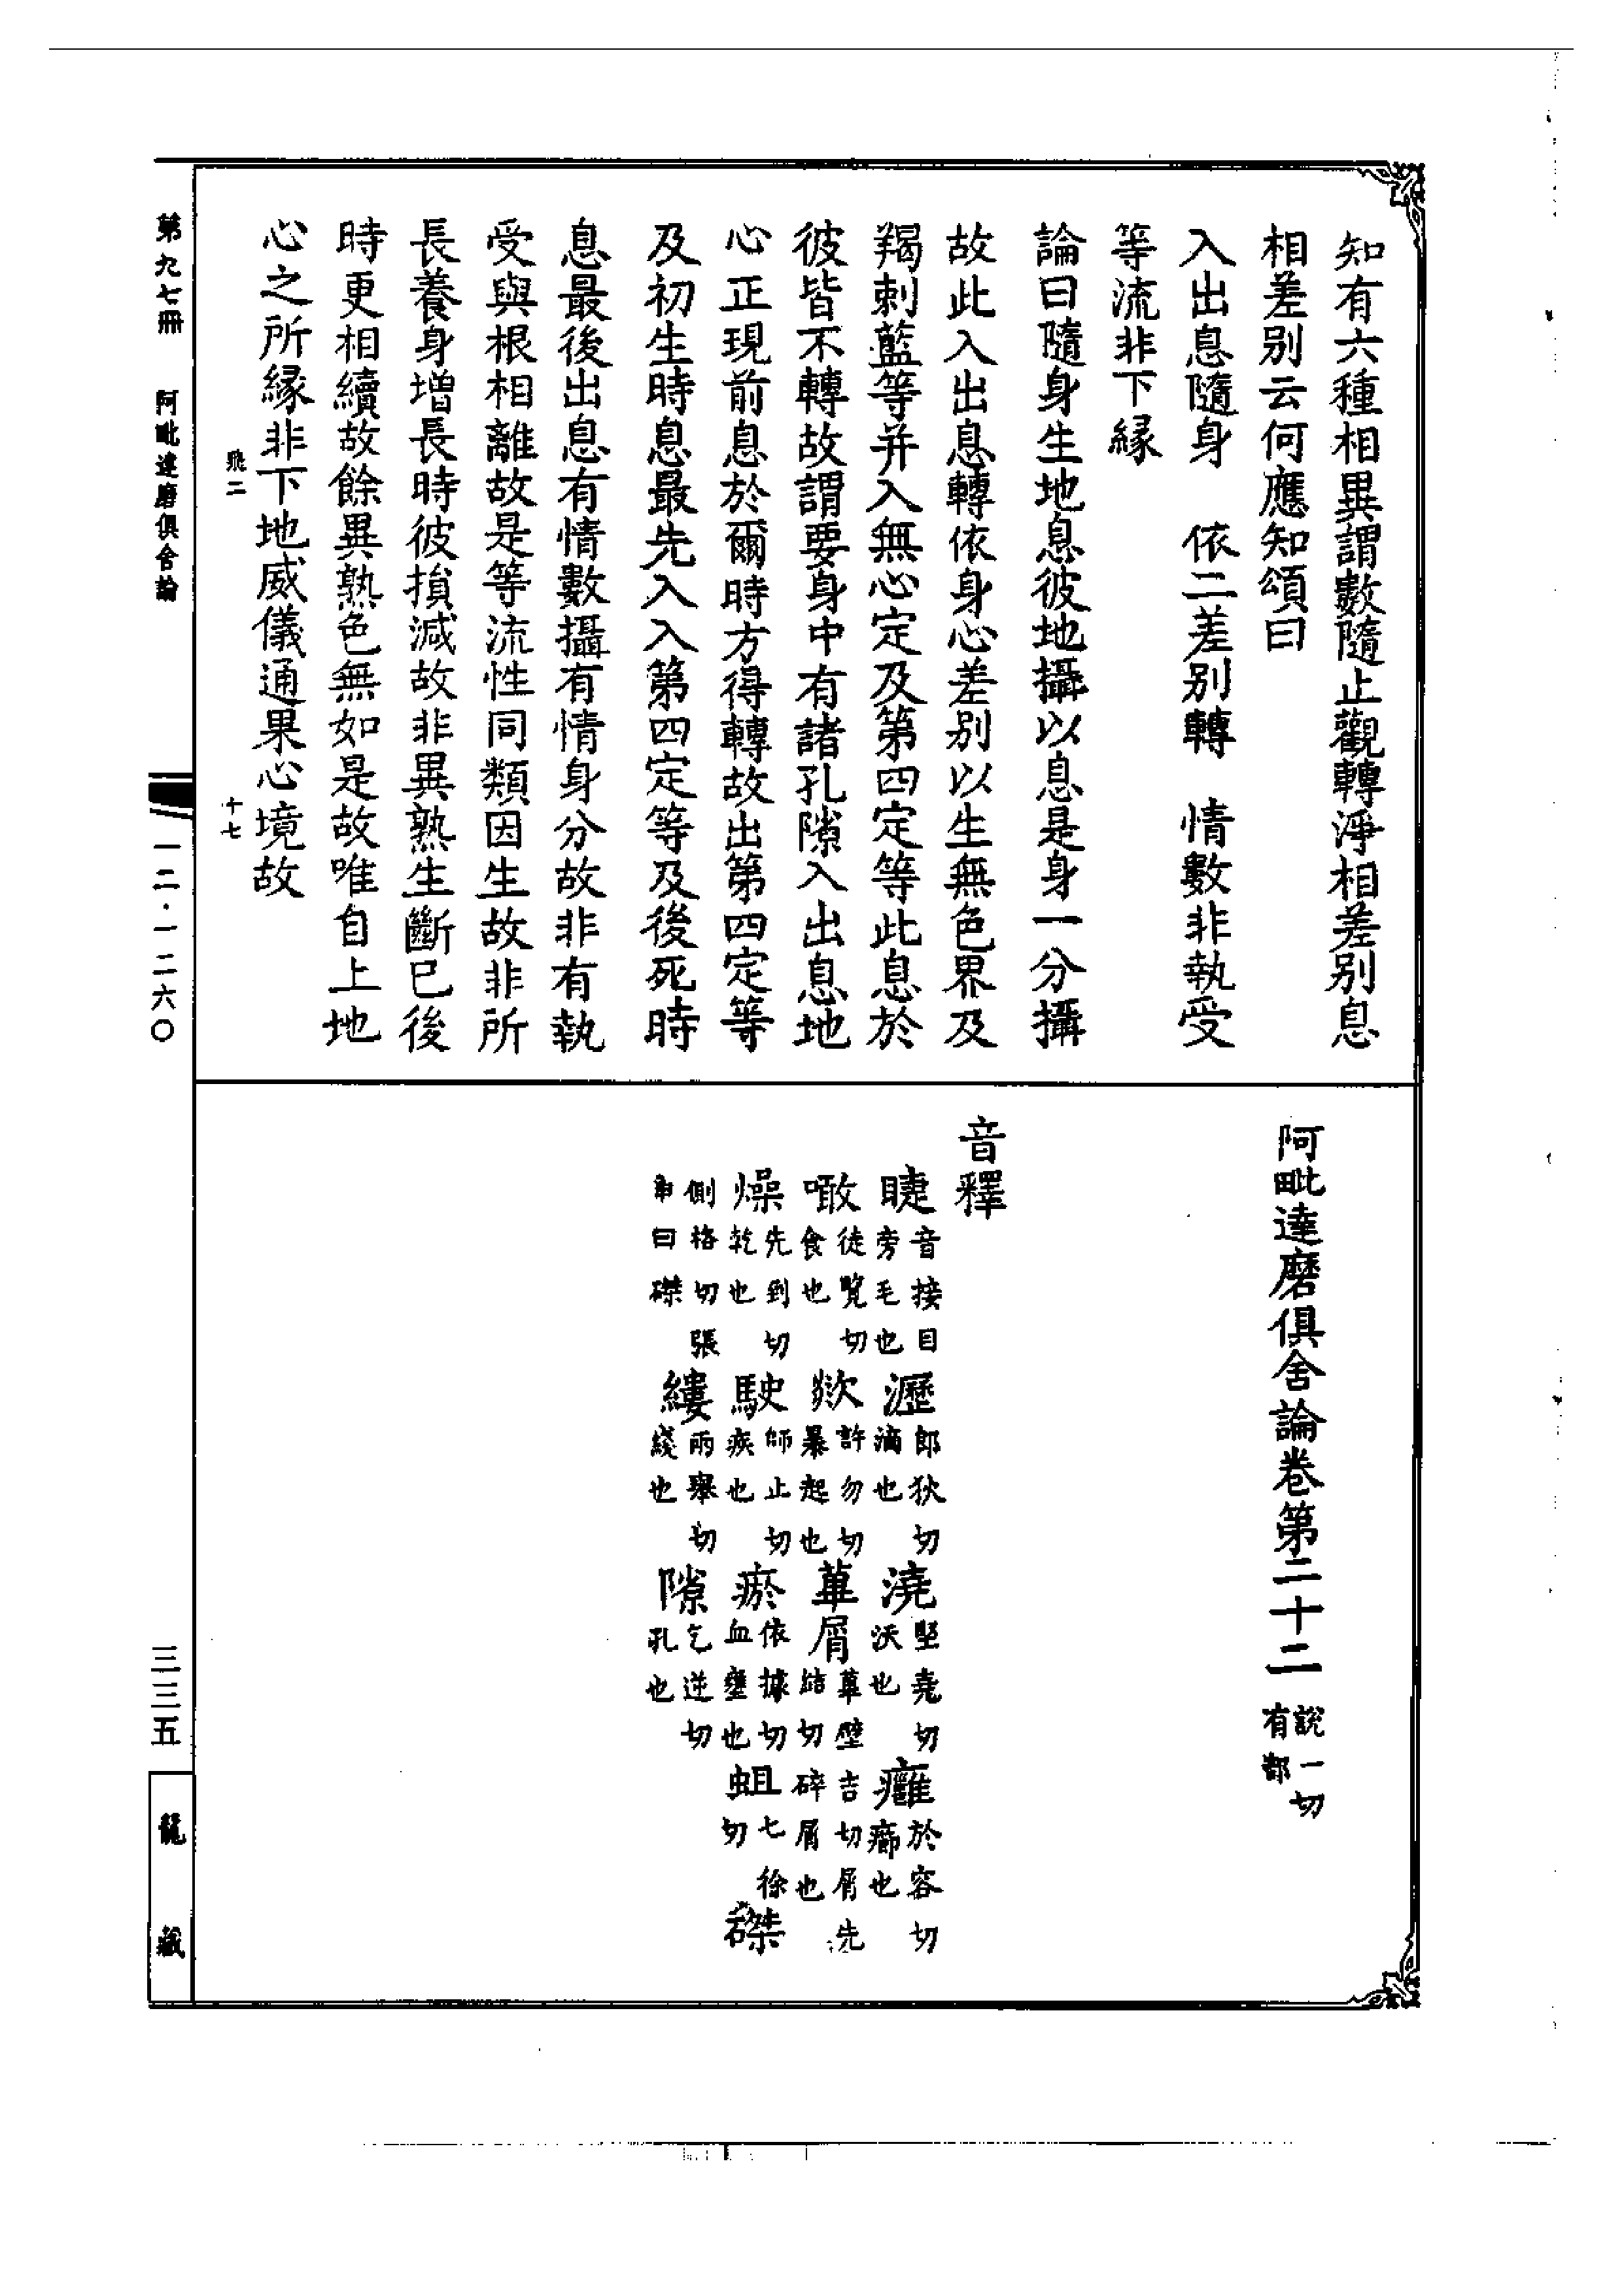 知有六種相異謂數隨止觀轉淨相差别息
相差别云何應知頌曰
入出息隨身　依二差别轉　情數非執受
等流非下緣
論曰隨身生地息彼地攝以息是身一分攝
故此入出息轉依身心差别以生無色界及
羯剌藍等并入無心定及第四定等此息於
彼皆不轉故謂要身中有諸孔隙入出息地
心正現前息於爾時方得轉故出第四定等
及初生時息最先入入第四定等及後死時
息最後出息有情數攝有情身分故非有執
受與根相離故是等流性同類因生故非所
長養身增長時彼損減故非異熟生斷已後
時更相續故餘異熟色無如是故唯自上地
心之所緣非下地威儀通果心境故
飛二　十七
阿毗達磨俱舍論卷第二十二　說一切有部
音釋
睫音接目旁毛也　瀝郎狄切滴也　澆堅堯切沃也　癰於容切癤也
噉徒覽切食也　欻許勿切暴起也　蓽屑蓽壁吉切屑先結切碎屑也
燥先到切乾也　駛師止切疾也　瘀依據切血壅也　蛆七徐切　磔
側格切張申曰磔　縷兩舉切綫也　隙乞逆切孔也
第九七冊　阿毗達磨俱舍論　一二·一二六〇　三三五　龍藏